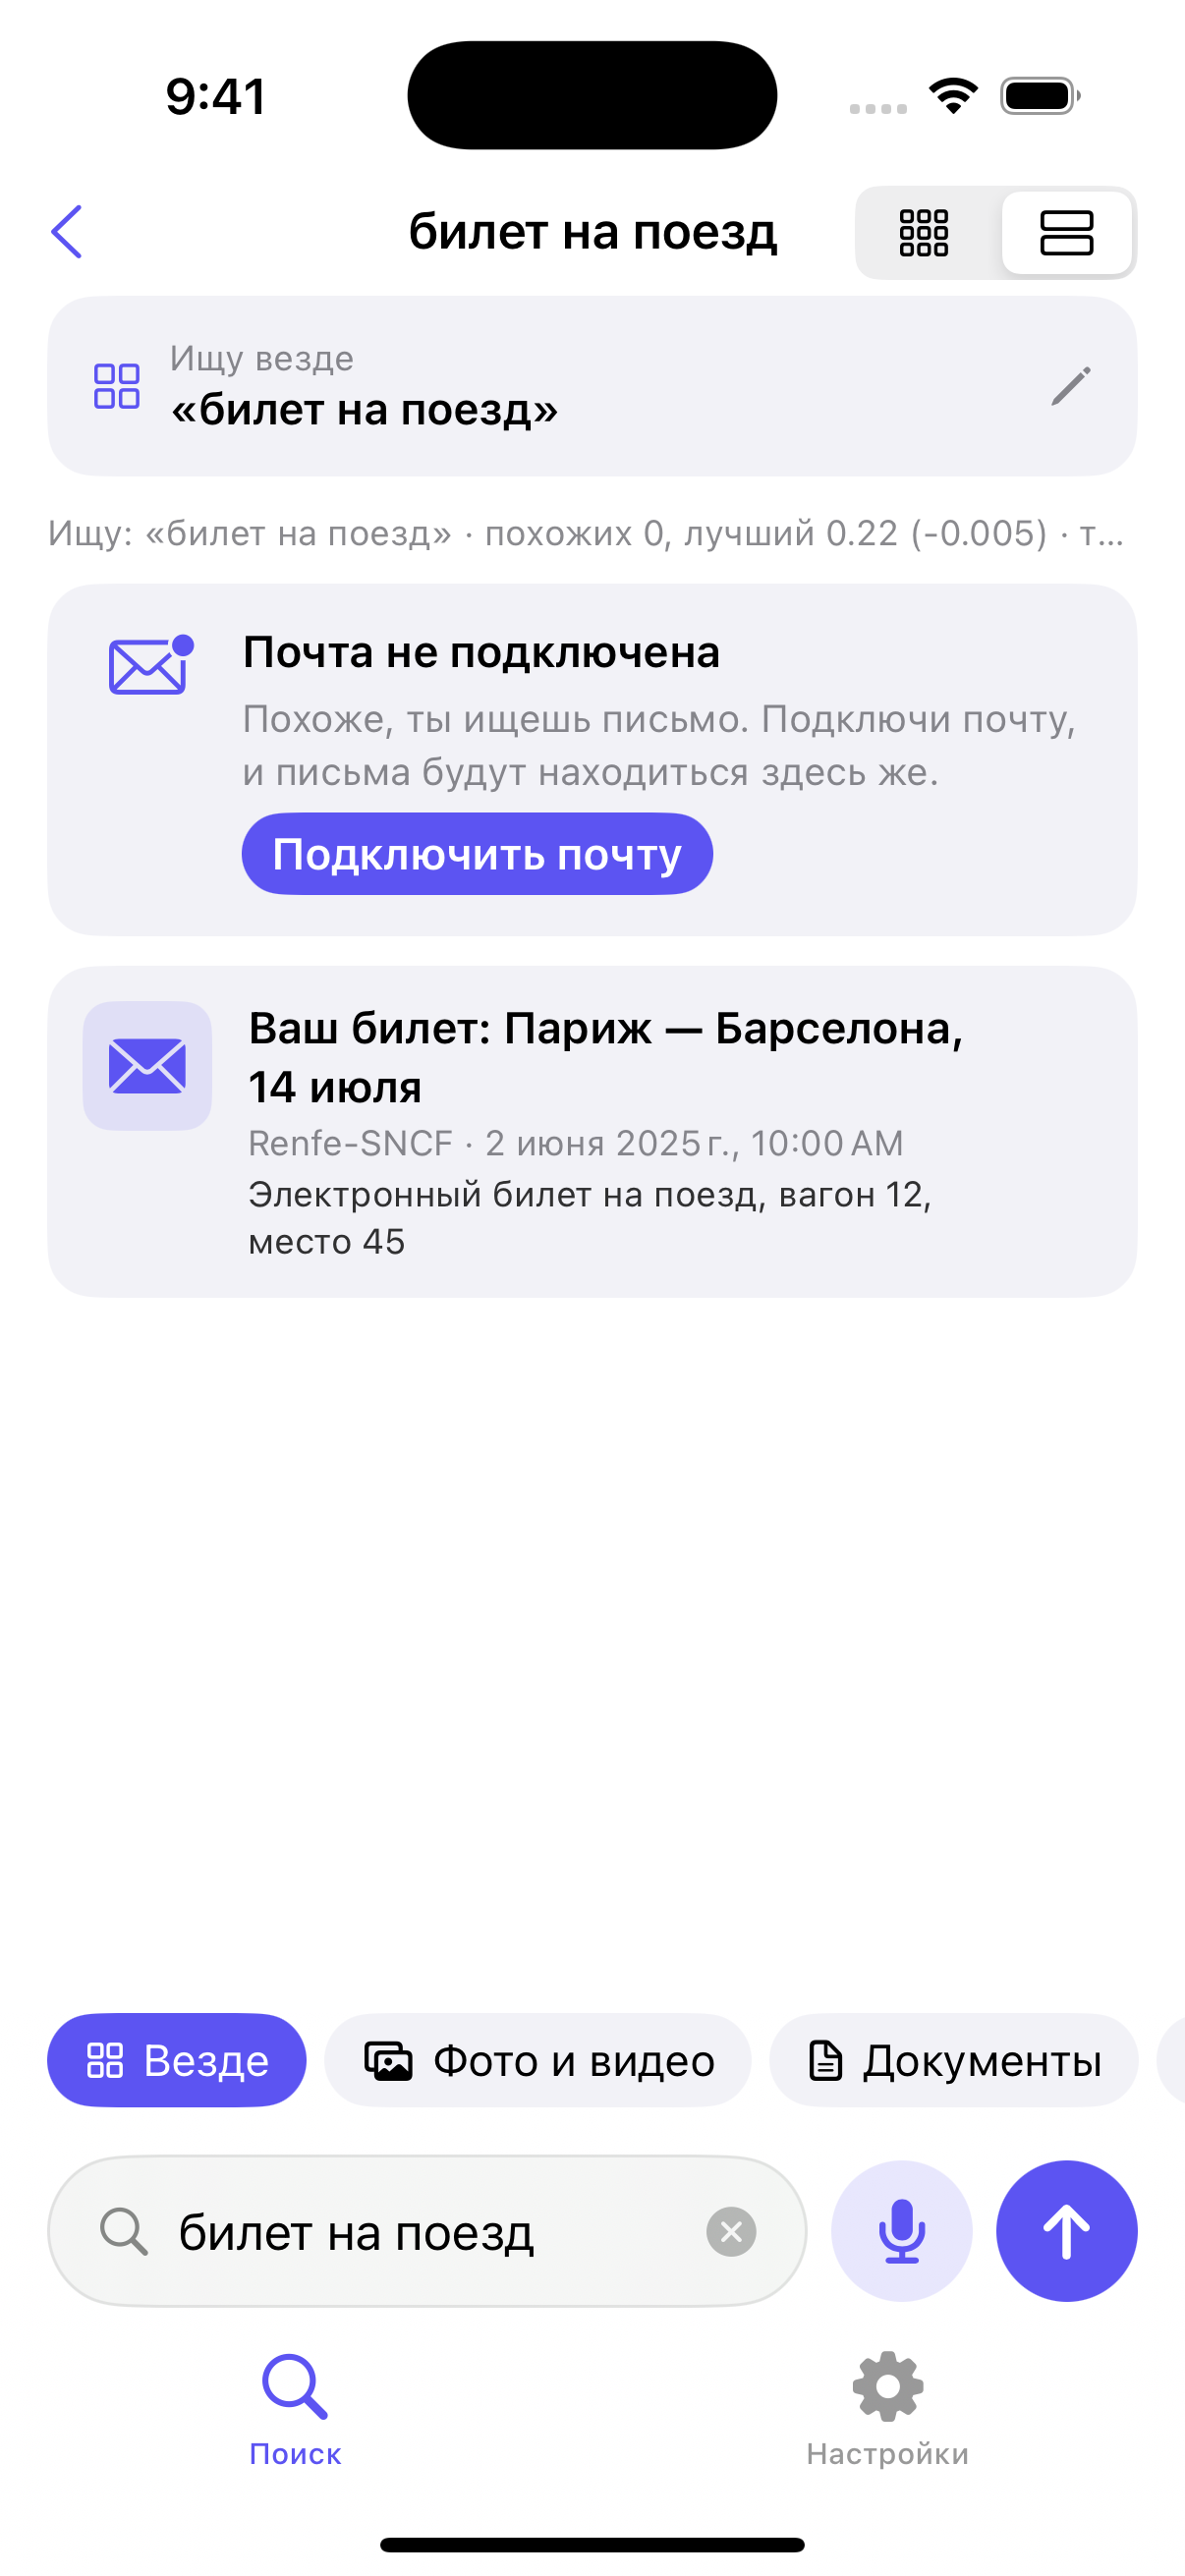 9:41
билет на поезд
Ищу везде
«билет на поезд»
Ищу: «билет на поезд» · похожих 0, лучший 0.22 (-0.005) · т...
Почта не подключена
Похоже, ты ищешь письмо. Подключи почту,
и письма будут находиться здесь же.
Подключить почту
Ваш билет: Париж — Барселона,
14 июля
Renfe-SNCF · 2 июня 2025 г., 10:00 AM
Электронный билет на поезд, вагон 12,
место 45
Везде
Фото и видео
Документы
билет на поезд
Поиск
Настройки